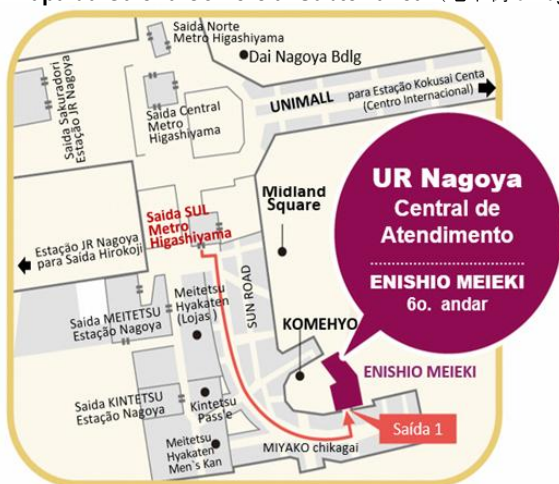 Saida Norte
Metro Higashiyama
Dai Nagoya Bdlg
Saida Sakuradori
Estação JR Nagoya
Saida Central
Metro
Higashiyama
UNIMALL
para Estação Kokusai Centa
(Centro Internacional)
UR Nagoya
Central de
Atendimento
ENISHIO MEIEKI
6o. andar
Midland
Square
Saida SUL
Metro
Higashiyama
Estação JR Nagoya
para Saída Hirokoji
SUN ROAD
Meitetsu
Hyakaten
(Lojas )
Saida MEITETSU
Estação Nagoya
KOMEHYO
ENISHIO MEIEKI
Saida KINTETSU
Estação Nagoya
Kintetsu
Pass'e
Saída 1
Meitetsu
Hyakaten
Men`s Kan
MIYAKO chikagai